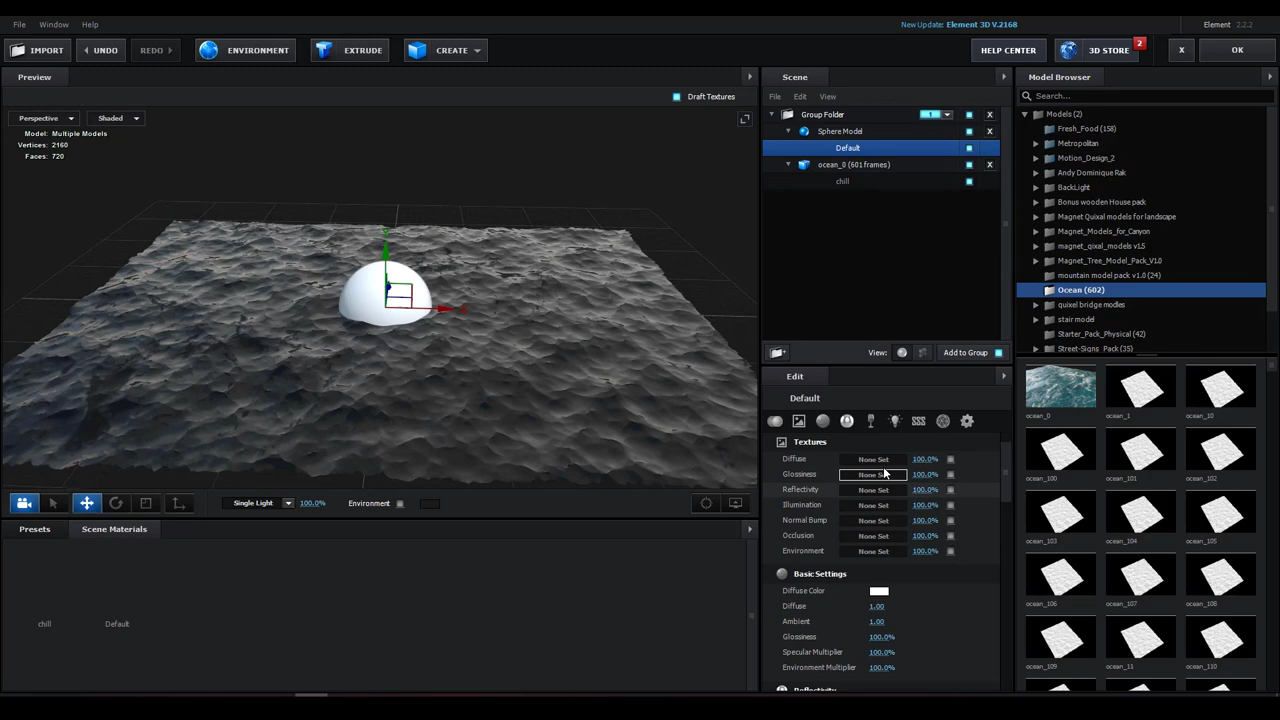 File Window Help New Update: Element 3D V.2168 Element 2.2.2
IMPORT UNDO REDO ENVIRONMENT EXTRUDE CREATE HELP CENTER 3D STORE 2 X OK
Preview
Draft Textures
Perspective Shaded
Model: Multiple Models
Vertices: 2160
Faces: 720
Single Light 100.0% Environment
Presets Scene Materials
chill Default
Scene
File Edit View
Group Folder 1 X
Sphere Model X
Default
ocean_0 (601 frames) X
chill
View: Add to Group
Edit
Default
Textures
Diffuse None Set 100.0%
Glossiness None Set 100.0%
Reflectivity None Set 100.0%
Illumination None Set 100.0%
Normal Bump None Set 100.0%
Occlusion None Set 100.0%
Environment None Set 100.0%
Basic Settings
Diffuse Color
Diffuse 1.00
Ambient 1.00
Glossiness 100.0%
Specular Multiplier 100.0%
Environment Multiplier 100.0%
Reflectivity
Model Browser
Search...
Models (2)
Fresh_Food (158)
Metropolitan
Motion_Design_2
Andy Dominique Rak
BackLight
Bonus wooden House pack
Magnet Quixal models for landscape
Magnet_Models_for_Canyon
magnet_qixal_models v1.5
Magnet_Tree_Model_Pack_V1.0
mountain model pack v1.0 (24)
Ocean (602)
quixel bridge modles
stair model
Starter_Pack_Physical (42)
Street-Signs_Pack (35)
ocean_0 ocean_1 ocean_10
ocean_100 ocean_101 ocean_102
ocean_103 ocean_104 ocean_105
ocean_106 ocean_107 ocean_108
ocean_109 ocean_11 ocean_110